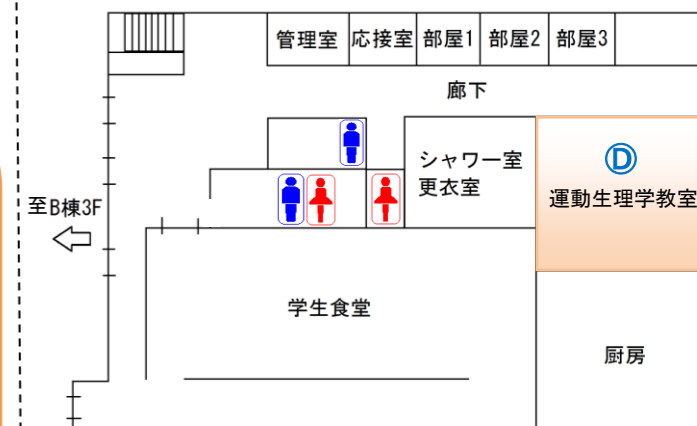 管理室 応接室 部屋1 部屋2 部屋3
廊下
シャワー室
更衣室
D
運動生理学教室
至B棟3F
学生食堂
厨房